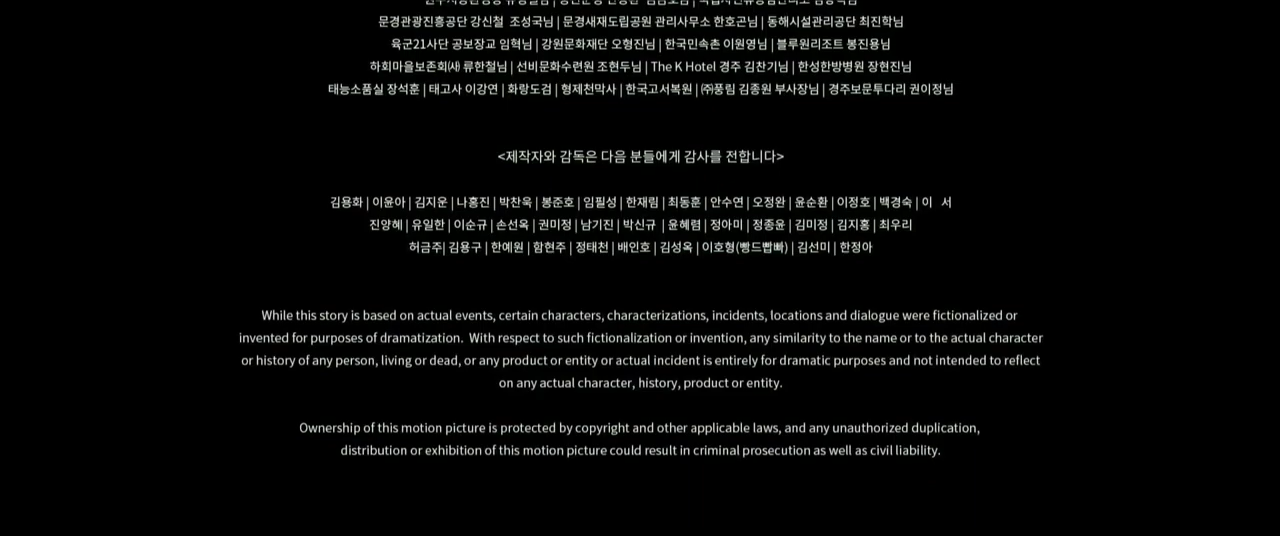 문경관광진흥공단 강신철 조성국님 | 문경새재도립공원 관리사무소 한호곤님 | 동해시설관리공단 최진학님
육군21사단 공보장교 임혁님 | 강원문화재단 오형진님 | 한국민속촌 이원영님 | 블루원리조트 봉진용님
하회마을보존회㈔ 류한철님 | 선비문화수련원 조현두님 | The K Hotel 경주 김찬기님 | 한성한방병원 장현진님
태능소품실 장석훈 | 태고사 이강연 | 화랑도검 | 형제천막사 | 한국고서복원 | ㈜풍림 김종원 부사장님 | 경주보문투다리 권이정님
<제작자와 감독은 다음 분들에게 감사를 전합니다>
김용화 | 이윤아 | 김지운 | 나홍진 | 박찬욱 | 봉준호 | 임필성 | 한재림 | 최동훈 | 안수연 | 오정완 | 윤순환 | 이정호 | 백경숙 | 이 서
진양혜 | 유일한 | 이순규 | 손선옥 | 권미정 | 남기진 | 박신규 | 윤혜렴 | 정아미 | 정종윤 | 김미정 | 김지홍 | 최우리
허금주| 김용구 | 한예원 | 함현주 | 정태천 | 배인호 | 김성옥 | 이호형(빵드빱빠) | 김선미 | 한정아
While this story is based on actual events, certain characters, characterizations, incidents, locations and dialogue were fictionalized or
invented for purposes of dramatization. With respect to such fictionalization or invention, any similarity to the name or to the actual character
or history of any person, living or dead, or any product or entity or actual incident is entirely for dramatic purposes and not intended to reflect
on any actual character, history, product or entity.
Ownership of this motion picture is protected by copyright and other applicable laws, and any unauthorized duplication,
distribution or exhibition of this motion picture could result in criminal prosecution as well as civil liability.